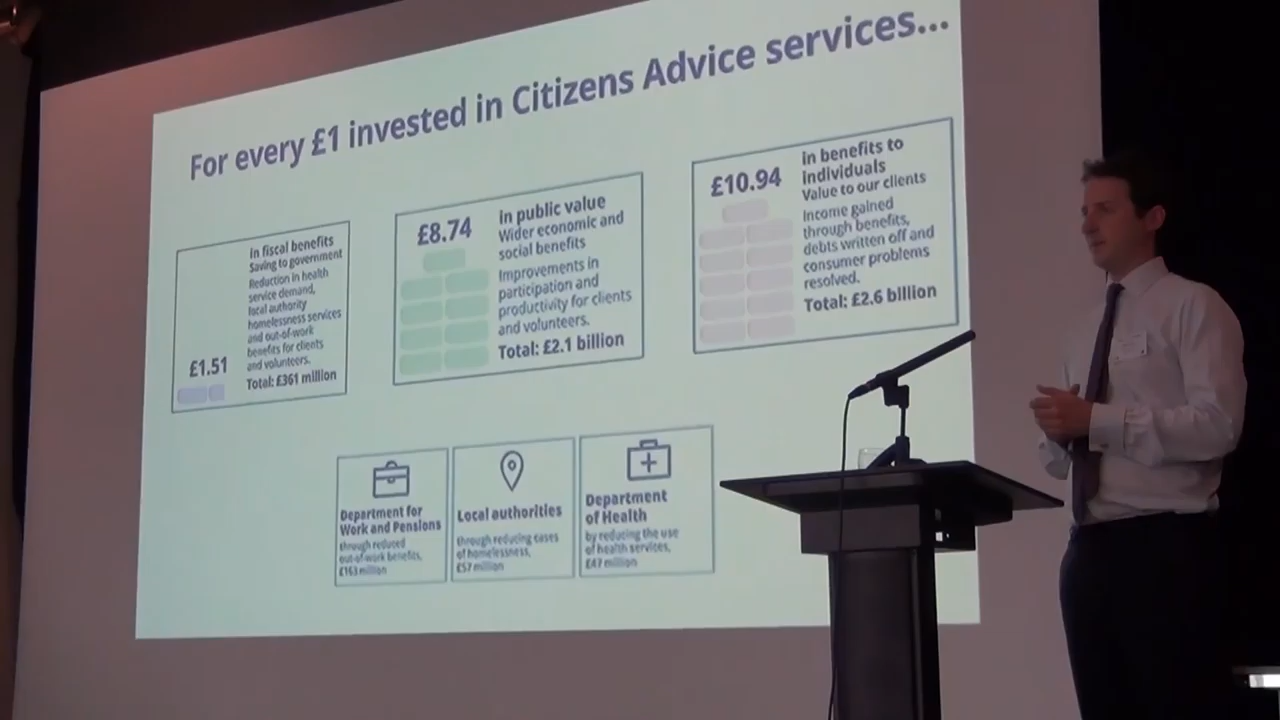 For every £1 invested in Citizens Advice services...
£1.51
In fiscal benefits
Saving to government
Reduction in health
service demand,
local authority
homelessness services
and out-of-work
benefits for clients
and volunteers.
Total: £361 million
£8.74
in public value
Wider economic and
social benefits
Improvements in
participation and
productivity for clients
and volunteers.
Total: £2.1 billion
£10.94
in benefits to
individuals
Value to our clients
Income gained
through benefits,
debts written off and
consumer problems
resolved.
Total: £2.6 billion
Department for
Work and Pensions
through reduced
out-of-work benefits,
£163 million
Local authorities
through reducing cases
of homelessness,
£57 million
Department
of Health
by reducing the use
of health services,
£47 million